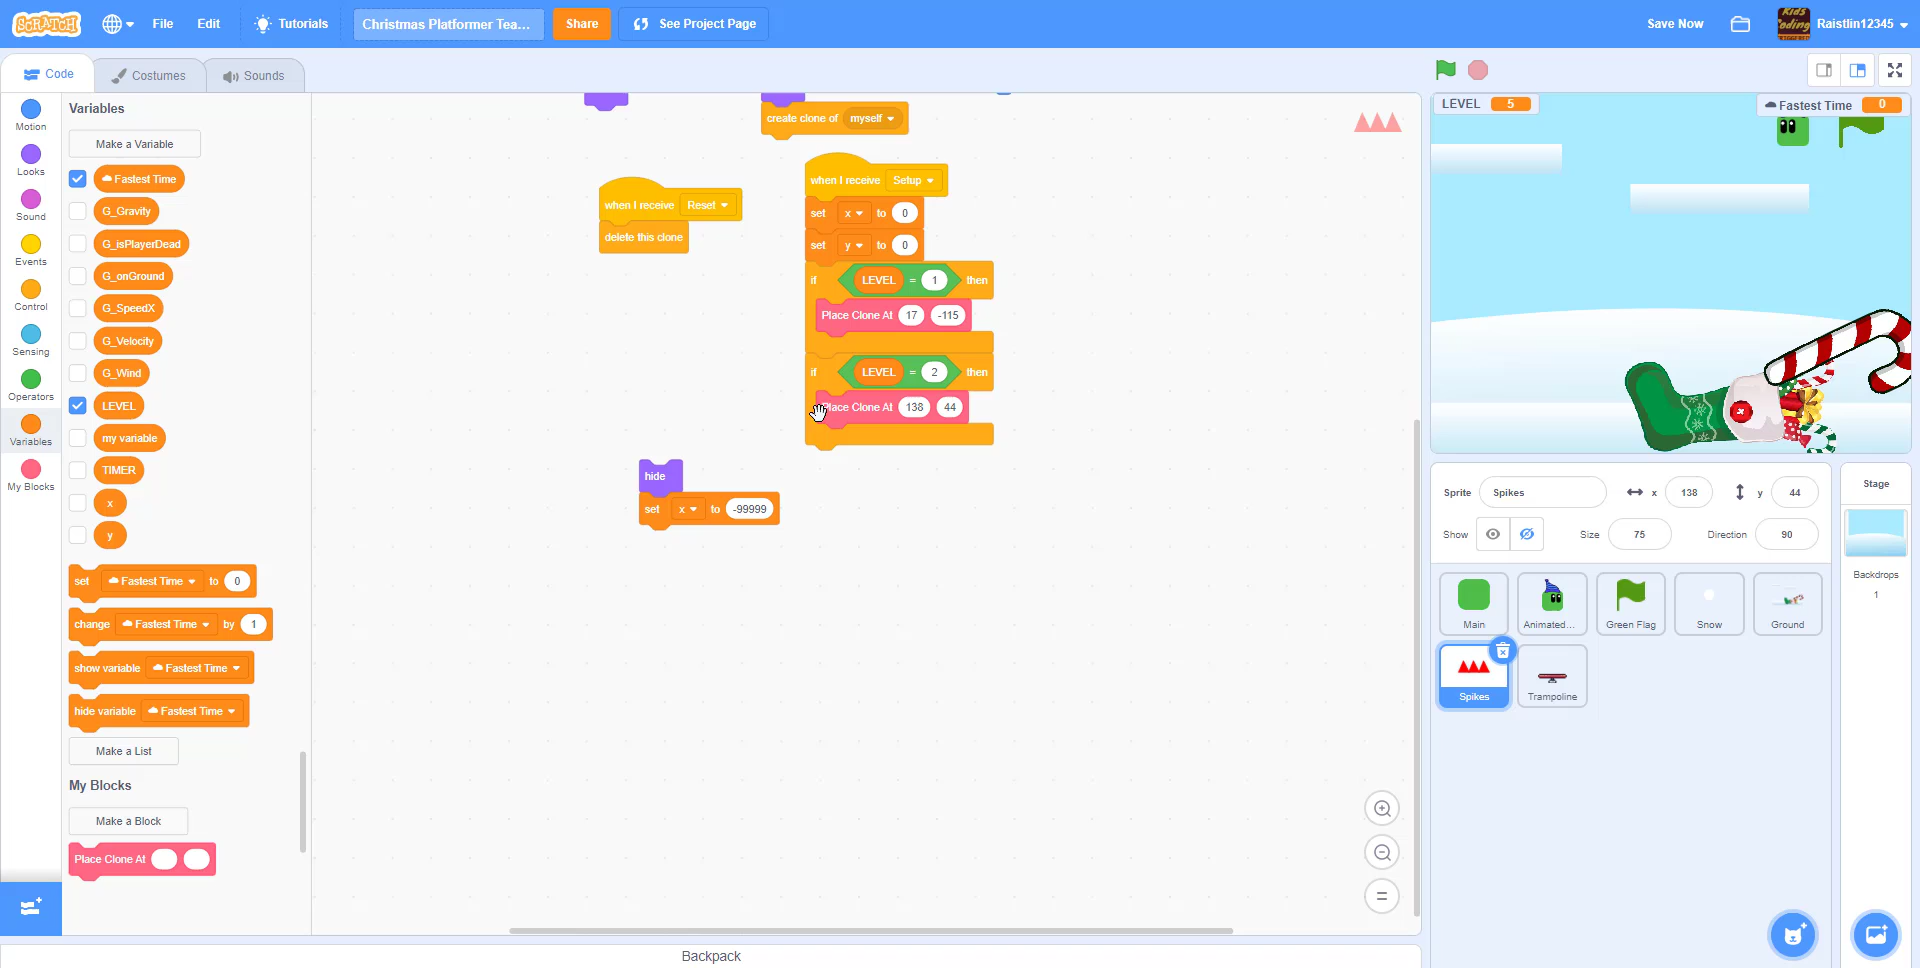 SCRATCH
File
Edit
Tutorials
Christmas Platformer Tea...
Share
See Project Page
Save Now
Raistlin12345
Code
Costumes
Sounds
Motion
Looks
Sound
Events
Control
Sensing
Operators
Variables
My Blocks
Variables
Make a Variable
Fastest Time
G_Gravity
G_isPlayerDead
G_onGround
G_SpeedX
G_Velocity
G_Wind
LEVEL
my variable
TIMER
x
y
set Fastest Time to 0
change Fastest Time by 1
show variable Fastest Time
hide variable Fastest Time
Make a List
My Blocks
Make a Block
Place Clone At
create clone of myself
when I receive Reset
delete this clone
when I receive Setup
set x to 0
set y to 0
if LEVEL = 1 then
Place Clone At 17 -115
if LEVEL = 2 then
lace Clone At 138 44
hide
set x to -99999
Backpack
LEVEL 5
Fastest Time 0
Sprite Spikes x 138 y 44
Show Size 75 Direction 90
Main
Animated...
Green Flag
Snow
Ground
Spikes
Trampoline
Stage
Backdrops
1